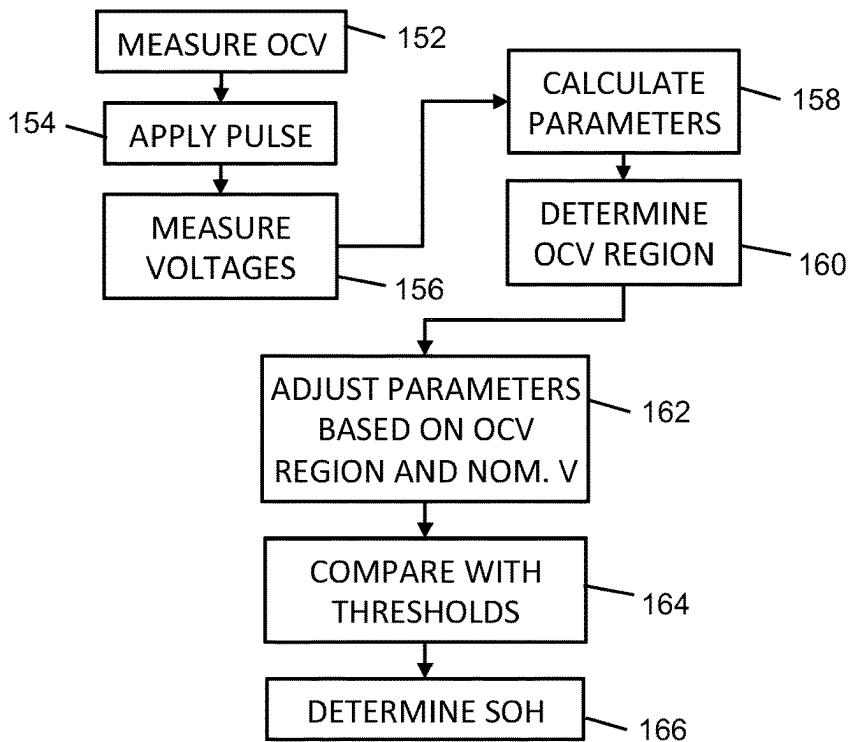 MEASURE OCV
152
154
APPLY PULSE
MEASURE
VOLTAGES
156
CALCULATE
PARAMETERS
158
DETERMINE
OCV REGION
160
ADJUST PARAMETERS
BASED ON OCV
REGION AND NOM. V
162
COMPARE WITH
THRESHOLDS
164
DETERMINE SOH
166